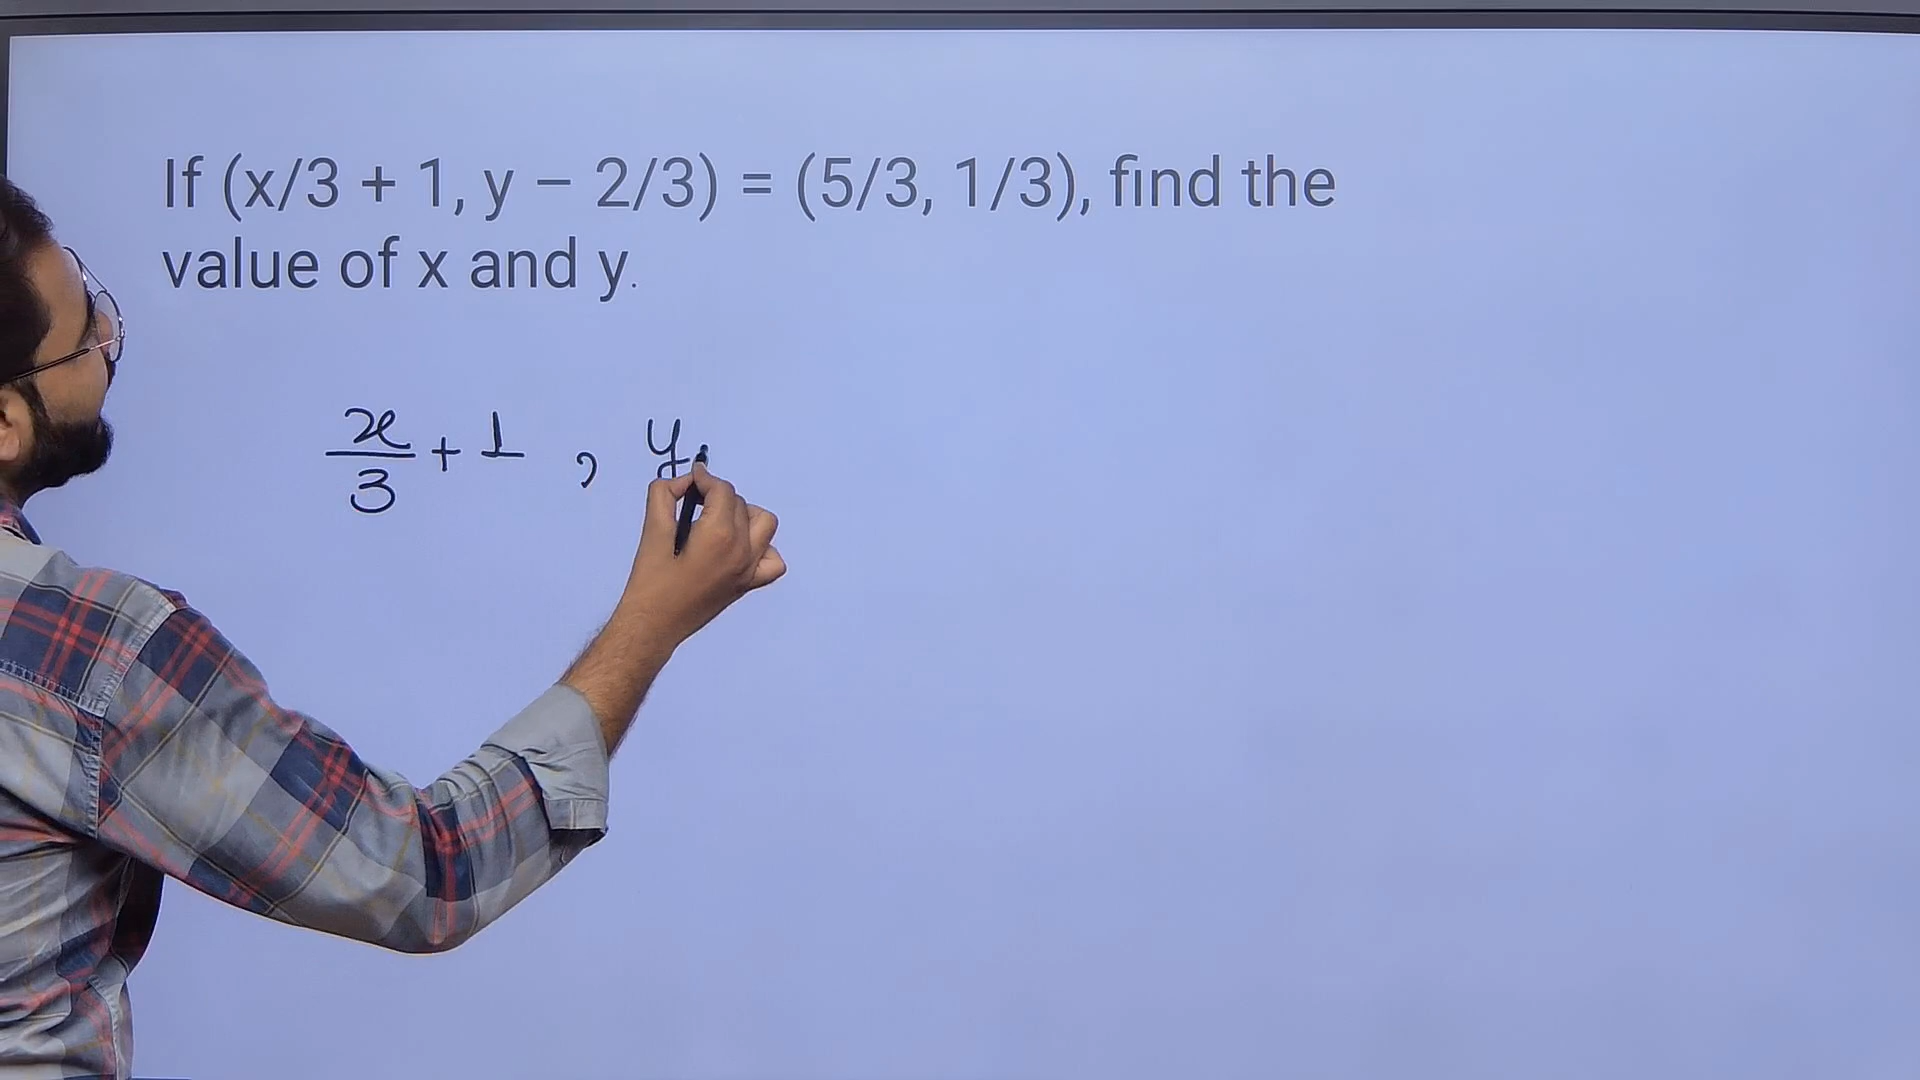 If (x/3 + 1, y – 2/3) = (5/3, 1/3), find the
value of x and y.
x/3 + 1 , y